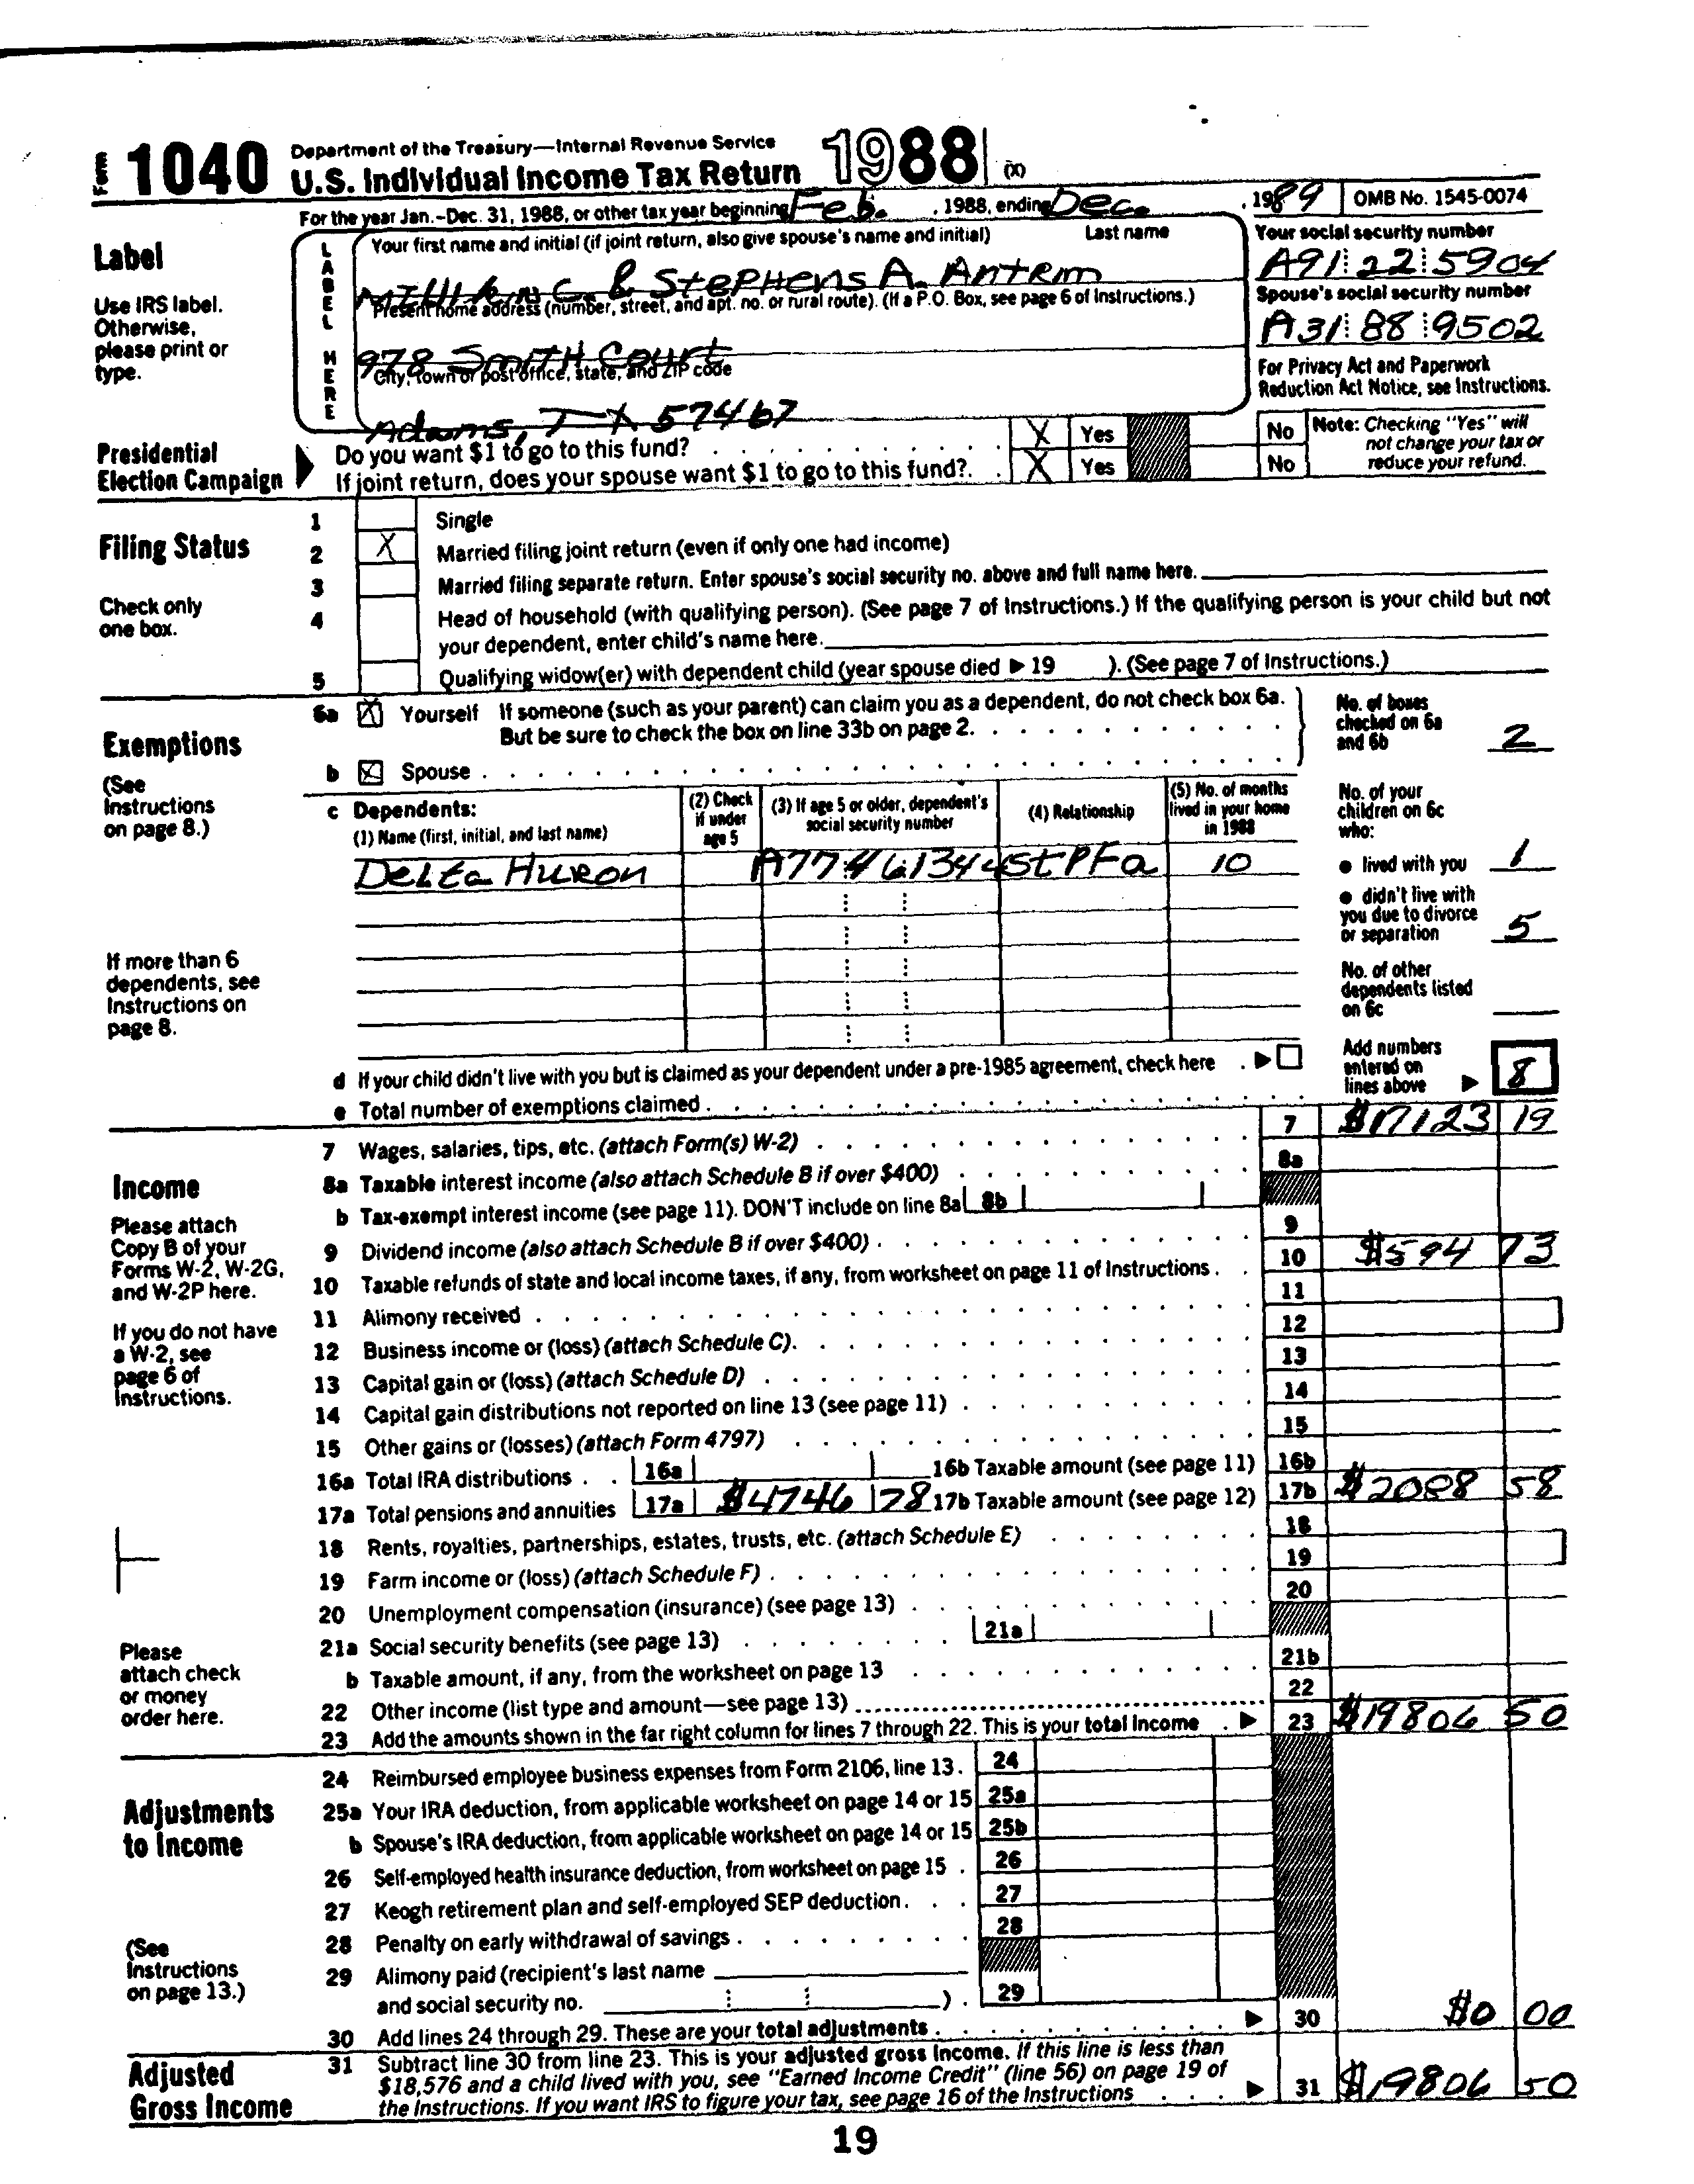 Form 1040 Department of the Treasury—Internal Revenue Service
U.S. Individual Income Tax Return 1988 (X)
For the year Jan.-Dec. 31, 1988, or other tax year beginning Feb. , 1988, ending Dec. , 1989 OMB No. 1545-0074
Label
Use IRS label. Otherwise, please print or type.
LABEL HERE
Your first name and initial (if joint return, also give spouse's name and initial) Last name
Millikin C. & Stephens A. Antrim
Your social security number
A91 22 5904
Present home address (number, street, and apt. no. or rural route). (If a P.O. Box, see page 6 of Instructions.)
978 Smith Court
Spouse's social security number
A31 88 9502
City, town or post office, state, and ZIP code
Adams, TX 57467
For Privacy Act and Paperwork Reduction Act Notice, see Instructions.
Presidential Election Campaign
Do you want $1 to go to this fund? X Yes No
If joint return, does your spouse want $1 to go to this fund? X Yes No
Note: Checking "Yes" will not change your tax or reduce your refund.
Filing Status
Check only one box.
1 Single
2 X Married filing joint return (even if only one had income)
3 Married filing separate return. Enter spouse's social security no. above and full name here.
4 Head of household (with qualifying person). (See page 7 of Instructions.) If the qualifying person is your child but not
your dependent, enter child's name here.
5 Qualifying widow(er) with dependent child (year spouse died ▶ 19 ). (See page 7 of Instructions.)
Exemptions
(See Instructions on page 8.)
6a X Yourself If someone (such as your parent) can claim you as a dependent, do not check box 6a.
But be sure to check the box on line 33b on page 2.
b X Spouse
No. of boxes checked on 6a and 6b 2
c Dependents:
(1) Name (first, initial, and last name)
(2) Check if under age 5
(3) If age 5 or older, dependent's social security number
(4) Relationship
(5) No. of months lived in your home in 1988
Delta Huron A77 46 1344 StPFa 10
No. of your children on 6c who:
● lived with you 1
● didn't live with you due to divorce or separation 5
No. of other dependents listed on 6c
If more than 6 dependents, see Instructions on page 8.
d If your child didn't live with you but is claimed as your dependent under a pre-1985 agreement, check here ▶
e Total number of exemptions claimed
Add numbers entered on lines above ▶ 8
Income
Please attach Copy B of your Forms W-2, W-2G, and W-2P here.
If you do not have a W-2, see page 6 of Instructions.
Please attach check or money order here.
7 Wages, salaries, tips, etc. (attach Form(s) W-2) 7 $17123 19
8a Taxable interest income (also attach Schedule B if over $400) 8a
b Tax-exempt interest income (see page 11). DON'T include on line 8a 8b
9 Dividend income (also attach Schedule B if over $400) 9
10 Taxable refunds of state and local income taxes, if any, from worksheet on page 11 of Instructions 10 $594 73
11 Alimony received 11
12 Business income or (loss) (attach Schedule C) 12
13 Capital gain or (loss) (attach Schedule D) 13
14 Capital gain distributions not reported on line 13 (see page 11) 14
15 Other gains or (losses) (attach Form 4797) 15
16a Total IRA distributions 16a 16b Taxable amount (see page 11) 16b
17a Total pensions and annuities 17a $4746 78 17b Taxable amount (see page 12) 17b $2088 58
18 Rents, royalties, partnerships, estates, trusts, etc. (attach Schedule E) 18
19 Farm income or (loss) (attach Schedule F) 19
20 Unemployment compensation (insurance) (see page 13) 20
21a Social security benefits (see page 13) 21a
b Taxable amount, if any, from the worksheet on page 13 21b
22 Other income (list type and amount—see page 13) 22
23 Add the amounts shown in the far right column for lines 7 through 22. This is your total income ▶ 23 $19806 50
Adjustments to Income
(See Instructions on page 13.)
24 Reimbursed employee business expenses from Form 2106, line 13 24
25a Your IRA deduction, from applicable worksheet on page 14 or 15 25a
b Spouse's IRA deduction, from applicable worksheet on page 14 or 15 25b
26 Self-employed health insurance deduction, from worksheet on page 15 26
27 Keogh retirement plan and self-employed SEP deduction 27
28 Penalty on early withdrawal of savings 28
29 Alimony paid (recipient's last name
and social security no. ) 29
30 Add lines 24 through 29. These are your total adjustments ▶ 30 $0 00
Adjusted Gross Income
31 Subtract line 30 from line 23. This is your adjusted gross income. If this line is less than
$18,576 and a child lived with you, see "Earned Income Credit" (line 56) on page 19 of
the Instructions. If you want IRS to figure your tax, see page 16 of the Instructions ▶ 31 $19806 50
19